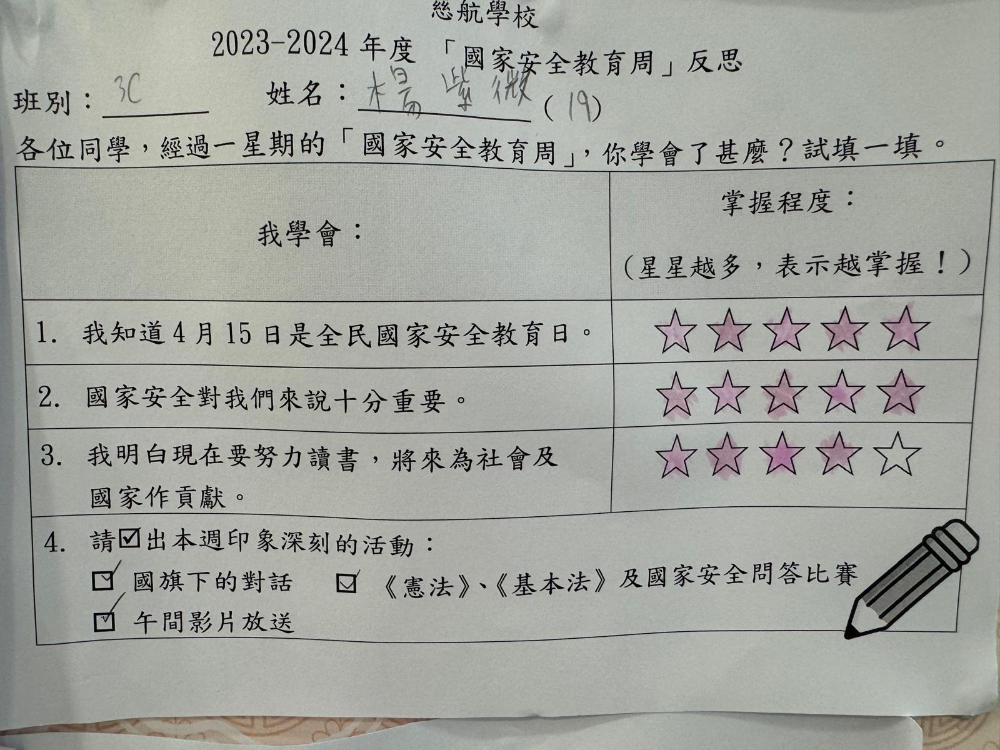 慈航學校
2023-2024 年度 「國家安全教育周」反思
班別：3C 姓名：楊紫微(19)
各位同學，經過一星期的「國家安全教育周」，你學會了甚麼？試填一填。
我學會：
掌握程度：
（星星越多，表示越掌握！）
1. 我知道4月15日是全民國家安全教育日。
2. 國家安全對我們來說十分重要。
3. 我明白現在要努力讀書，將來為社會及
國家作貢獻。
4. 請☑出本週印象深刻的活動：
☑ 國旗下的對話 ☑ 《憲法》、《基本法》及國家安全問答比賽
☑ 午間影片放送